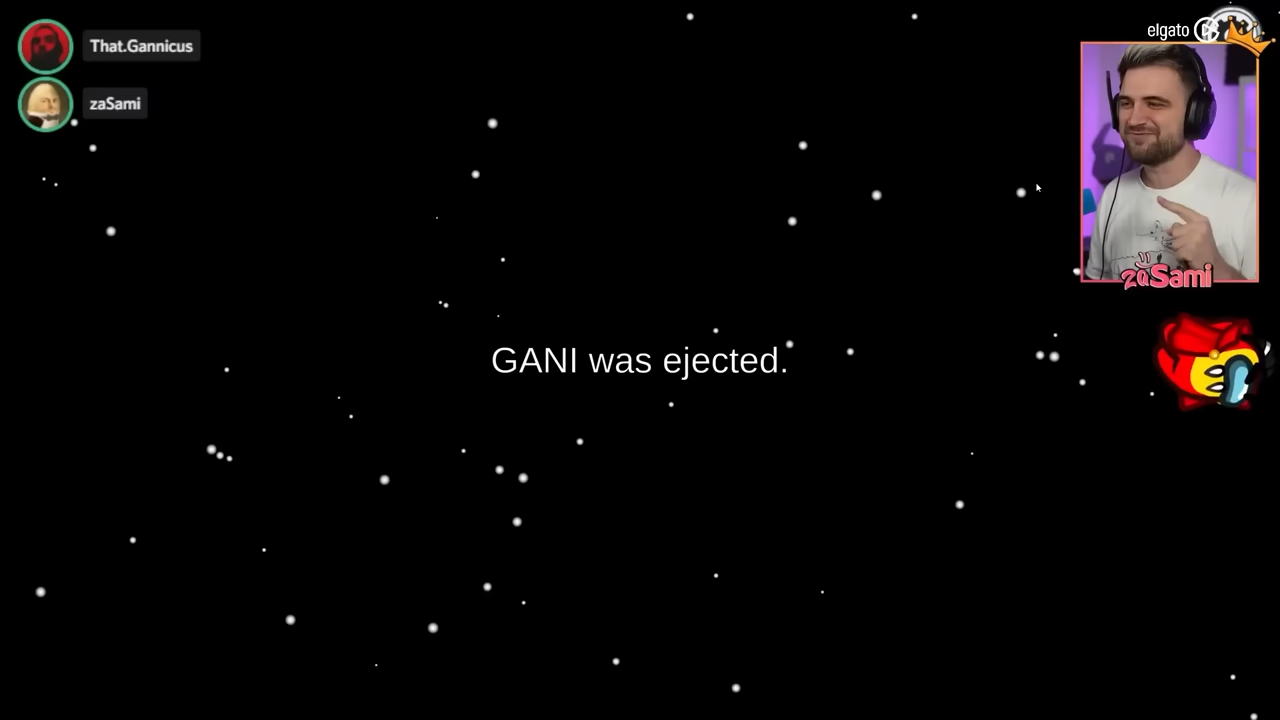 That.Gannicus
zaSami
elgato
zaSami
GANI was ejected.